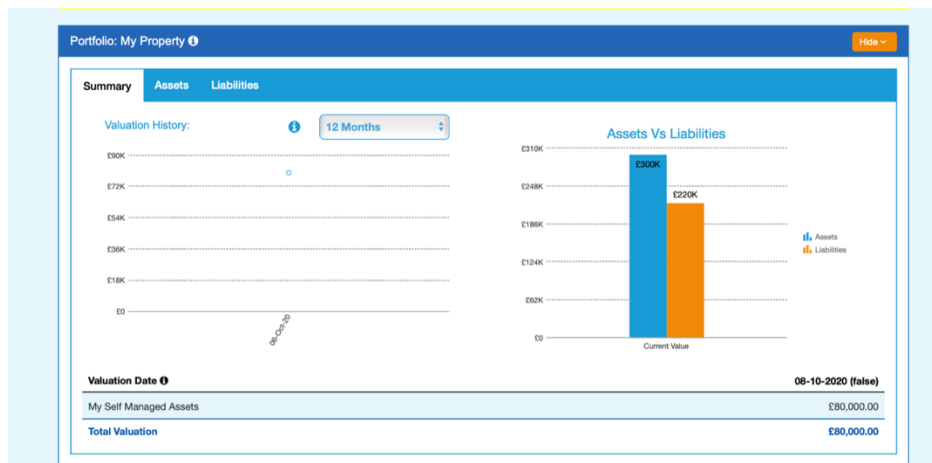 Portfolio: My Property
Hide
Summary Assets Liabilities
Valuation History:
12 Months
£90K
£72K
£54K
£36K
£18K
£0
06-Oct-20
Assets Vs Liabilities
£310K
£248K
£186K
£124K
£62K
£0
£300K
£220K
Current Value
Assets
Liabilities
Valuation Date 08-10-2020 (false)
My Self Managed Assets £80,000.00
Total Valuation £80,000.00